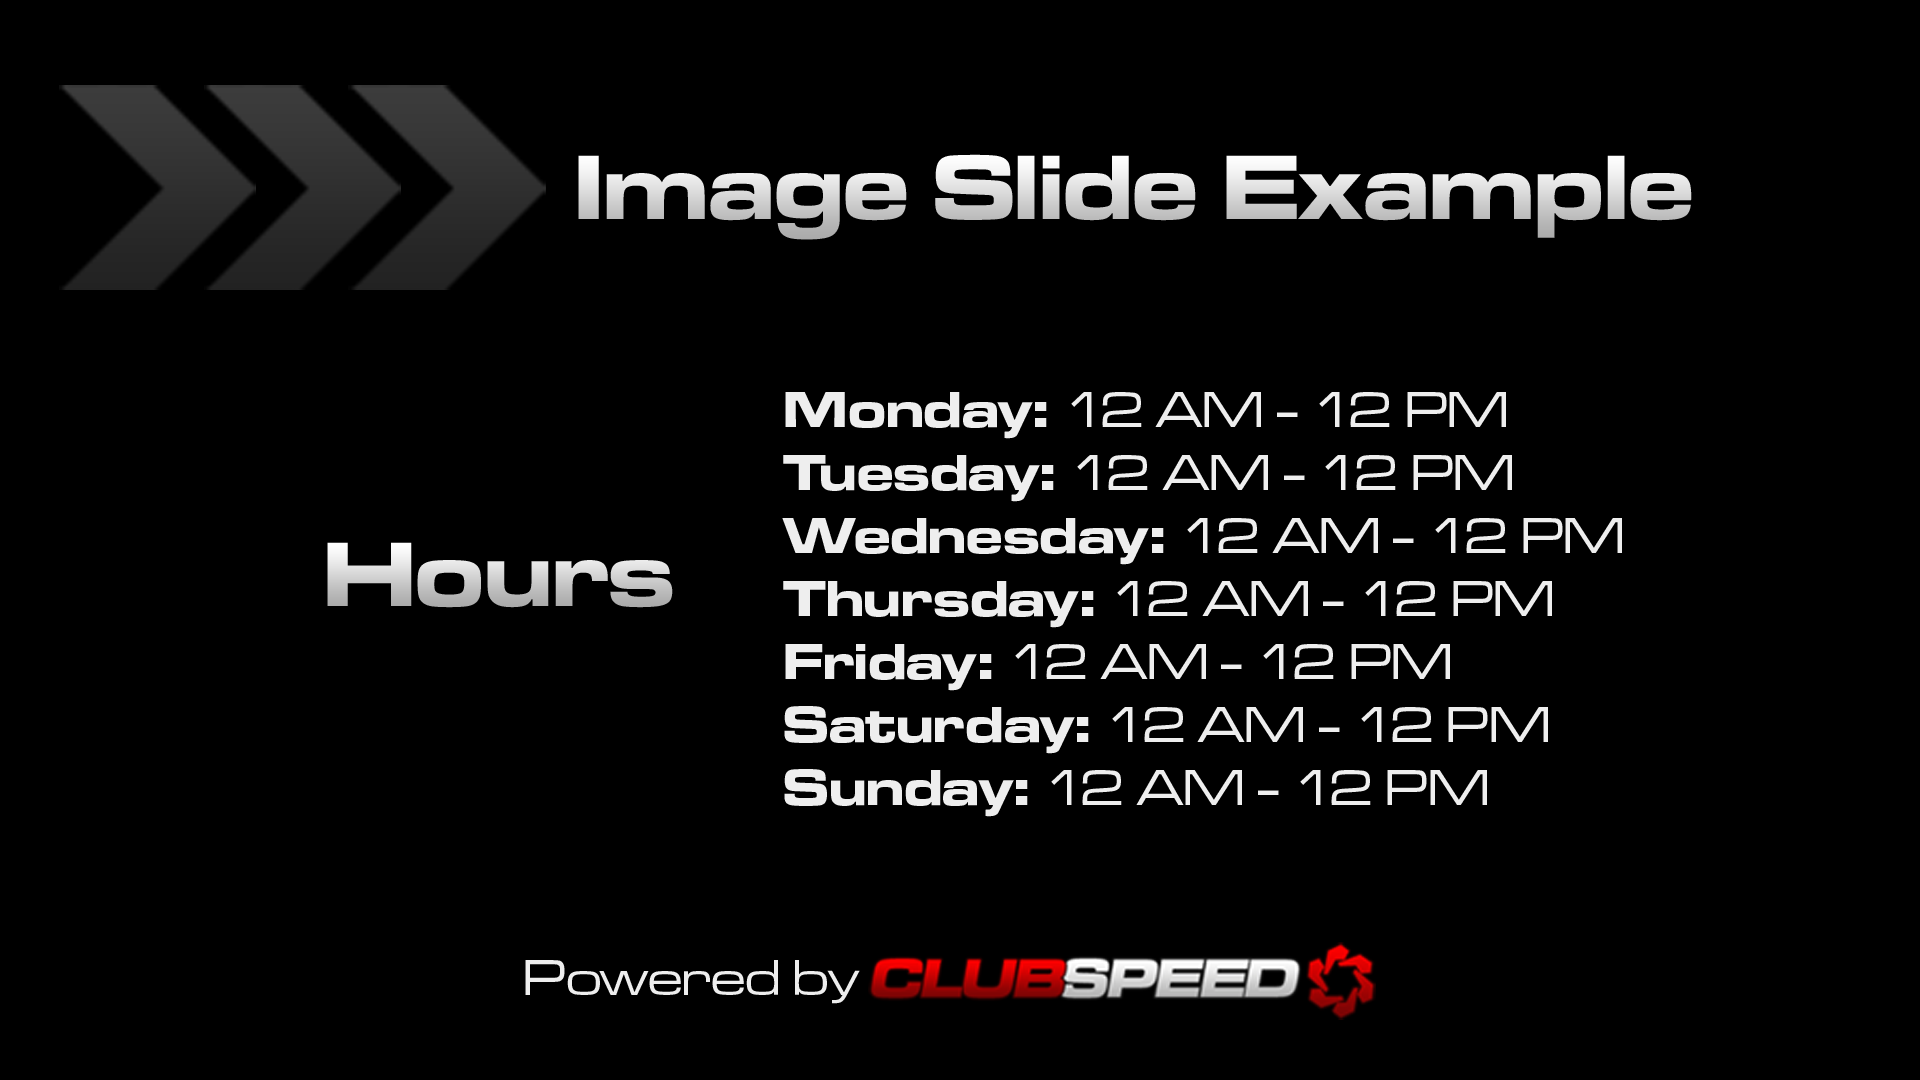 Image Slide Example
Hours
Monday: 12 AM - 12 PM
Tuesday: 12 AM - 12 PM
Wednesday: 12 AM - 12 PM
Thursday: 12 AM - 12 PM
Friday: 12 AM - 12 PM
Saturday: 12 AM - 12 PM
Sunday: 12 AM - 12 PM
Powered by CLUBSPEED